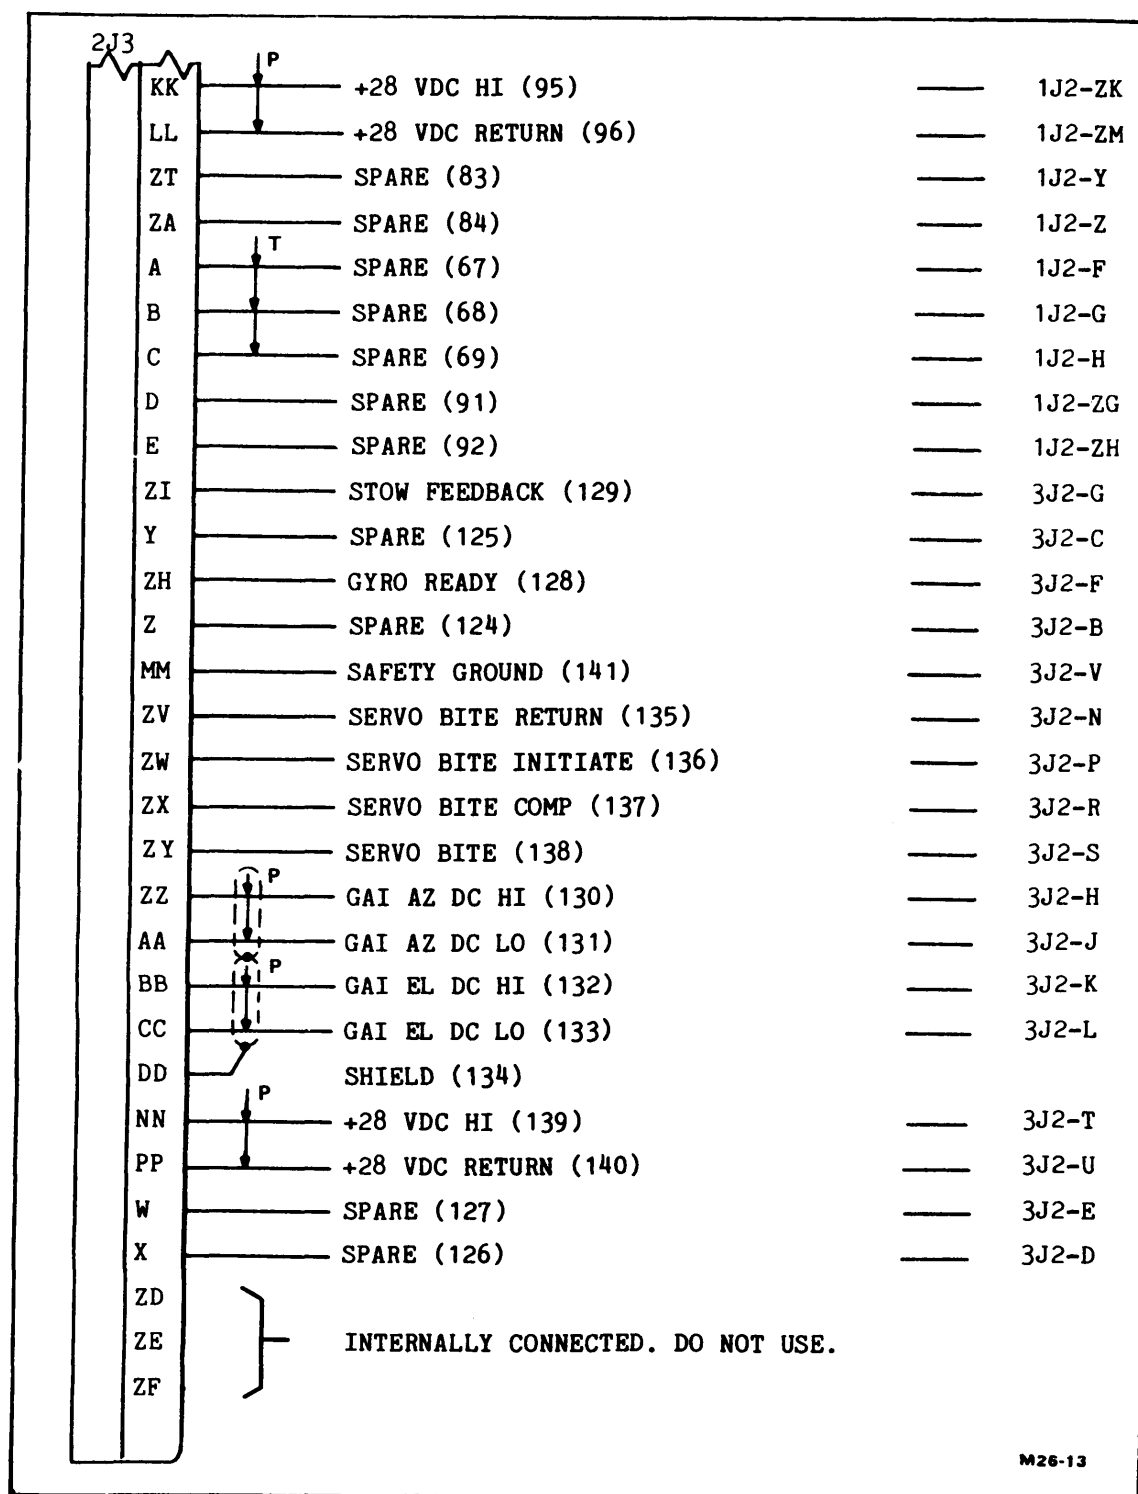 2J3
P
KK +28 VDC HI (95) 1J2-ZK
LL +28 VDC RETURN (96) 1J2-ZM
ZT SPARE (83) 1J2-Y
ZA SPARE (84) 1J2-Z
T
A SPARE (67) 1J2-F
B SPARE (68) 1J2-G
C SPARE (69) 1J2-H
D SPARE (91) 1J2-ZG
E SPARE (92) 1J2-ZH
ZI STOW FEEDBACK (129) 3J2-G
Y SPARE (125) 3J2-C
ZH GYRO READY (128) 3J2-F
Z SPARE (124) 3J2-B
MM SAFETY GROUND (141) 3J2-V
ZV SERVO BITE RETURN (135) 3J2-N
ZW SERVO BITE INITIATE (136) 3J2-P
ZX SERVO BITE COMP (137) 3J2-R
ZY SERVO BITE (138) 3J2-S
P
ZZ GAI AZ DC HI (130) 3J2-H
AA GAI AZ DC LO (131) 3J2-J
P
BB GAI EL DC HI (132) 3J2-K
CC GAI EL DC LO (133) 3J2-L
DD SHIELD (134)
P
NN +28 VDC HI (139) 3J2-T
PP +28 VDC RETURN (140) 3J2-U
W SPARE (127) 3J2-E
X SPARE (126) 3J2-D
ZD
ZE INTERNALLY CONNECTED. DO NOT USE.
ZF
M26-13